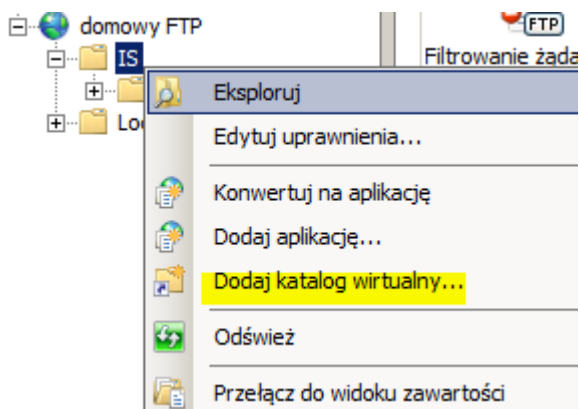 domowy FTP
FTP
IS
Filtrowanie żąda
Eksploruj
Lo
Edytuj uprawnienia...
Konwertuj na aplikację
Dodaj aplikację...
Dodaj katalog wirtualny...
Odśwież
Przełącz do widoku zawartości